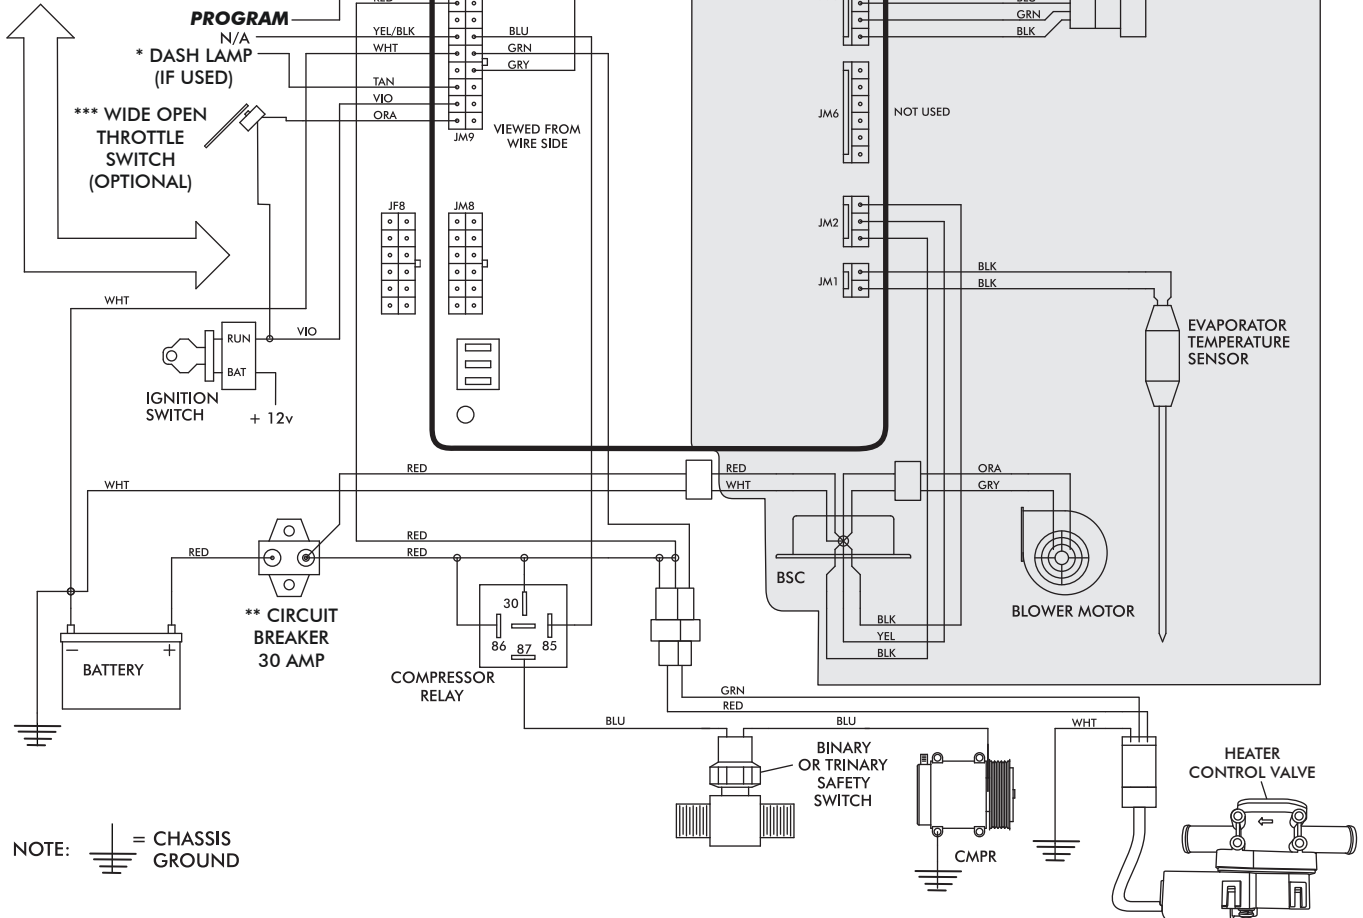 RED
PROGRAM
N/A
YEL/BLK
BLU
* DASH LAMP
(IF USED)
WHT
GRN
GRY
TAN
VIO
ORA
*** WIDE OPEN
THROTTLE
SWITCH
(OPTIONAL)
JM9
VIEWED FROM
WIRE SIDE
BLU
GRN
BLK
JM6
NOT USED
JF8
JM8
JM2
JM1
BLK
BLK
WHT
RUN
VIO
BAT
IGNITION
SWITCH
+ 12v
EVAPORATOR
TEMPERATURE
SENSOR
RED
RED
ORA
WHT
WHT
GRY
RED
RED
RED
BSC
BLOWER MOTOR
** CIRCUIT
BREAKER
30 AMP
30
86
87
85
COMPRESSOR
RELAY
BLK
YEL
BLK
–
+
BATTERY
GRN
RED
BLU
BLU
WHT
BINARY
OR TRINARY
SAFETY
SWITCH
HEATER
CONTROL VALVE
CMPR
NOTE:
= CHASSIS
GROUND